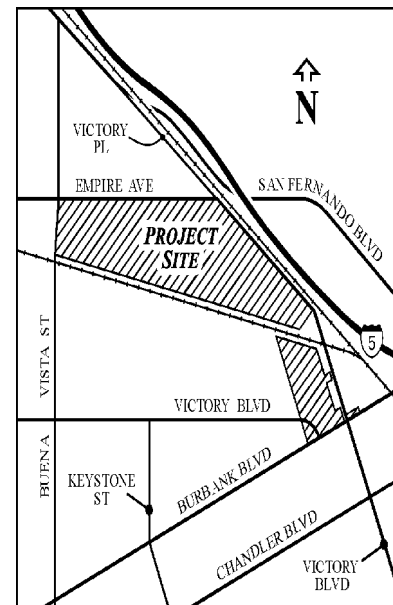 N
VICTORY
PL
EMPIRE AVE
SAN FERNANDO BLVD
PROJECT
SITE
5
BUENA VISTA ST
VICTORY BLVD
KEYSTONE
ST
BURBANK BLVD
CHANDLER BLVD
VICTORY
BLVD